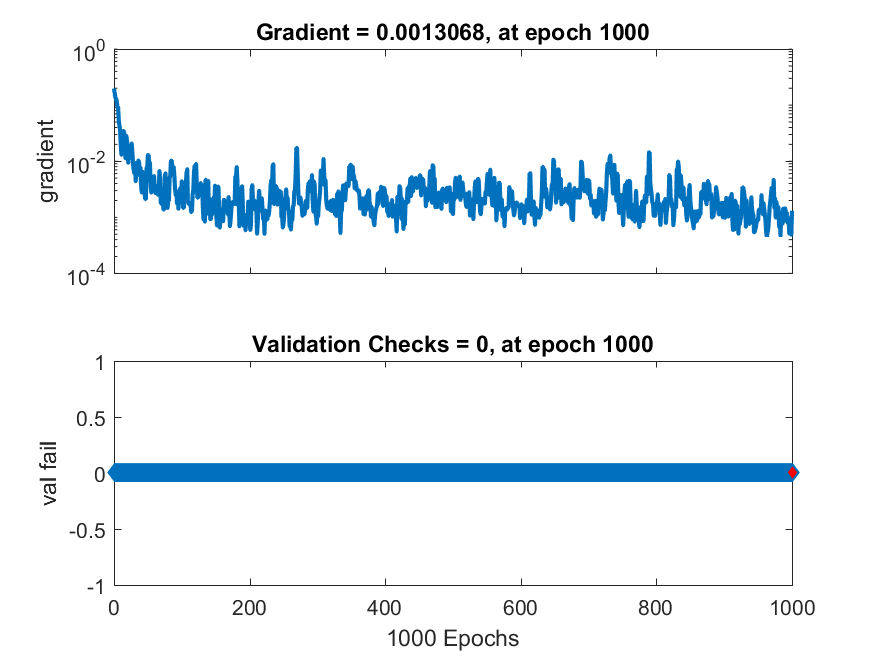 Gradient = 0.0013068, at epoch 1000
10^0
10^-2
10^-4
gradient
Validation Checks = 0, at epoch 1000
1
0.5
0
-0.5
-1
val fail
0 200 400 600 800 1000
1000 Epochs